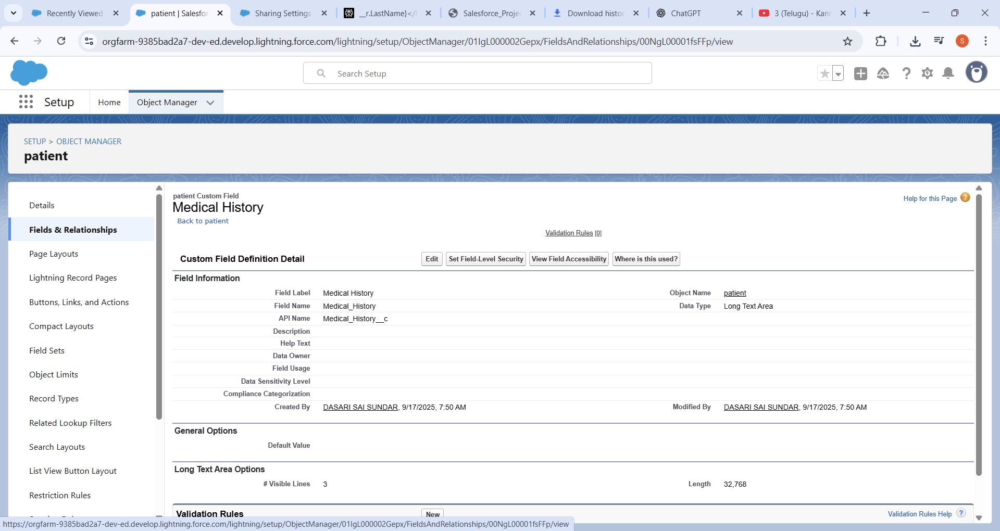 Recently Viewed
patient | Salesfor
Sharing Settings
__r.LastName}</
Salesforce_Projec
Download histor
ChatGPT
3 (Telugu) - Kann
orgfarm-9385bad2a7-dev-ed.develop.lightning.force.com/lightning/setup/ObjectManager/01IgL000002Gepx/FieldsAndRelationships/00NgL00001fsFFp/view
S
Search Setup
Setup
Home
Object Manager
SETUP > OBJECT MANAGER
patient
Details
Fields & Relationships
Page Layouts
Lightning Record Pages
Buttons, Links, and Actions
Compact Layouts
Field Sets
Object Limits
Record Types
Related Lookup Filters
Search Layouts
List View Button Layout
Restriction Rules
patient Custom Field
Medical History
Back to patient
Help for this Page ?
Validation Rules [0]
Custom Field Definition Detail
Edit
Set Field-Level Security
View Field Accessibility
Where is this used?
Field Information
Field Label Medical History Object Name patient
Field Name Medical_History Data Type Long Text Area
API Name Medical_History__c
Description
Help Text
Data Owner
Field Usage
Data Sensitivity Level
Compliance Categorization
Created By DASARI SAI SUNDAR, 9/17/2025, 7:50 AM Modified By DASARI SAI SUNDAR, 9/17/2025, 7:50 AM
General Options
Default Value
Long Text Area Options
# Visible Lines 3 Length 32,768
Validation Rules New Validation Rules Help ?
https://orgfarm-9385bad2a7-dev-ed.develop.lightning.force.com/lightning/setup/ObjectManager/01IgL000002Gepx/FieldsAndRelationships/00NgL00001fsFFp/view